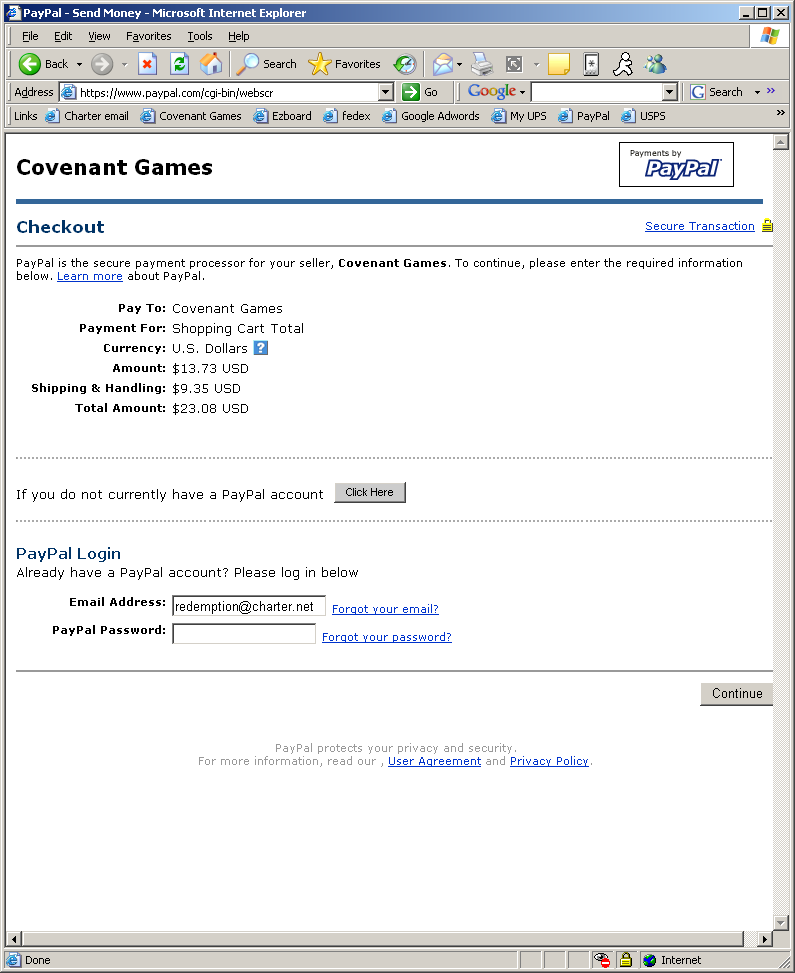 PayPal - Send Money - Microsoft Internet Explorer
File Edit View Favorites Tools Help
Back Search Favorites
Address https://www.paypal.com/cgi-bin/webscr Go Google Search »
Links Charter email Covenant Games Ezboard fedex Google Adwords My UPS PayPal USPS »
Covenant Games
Payments by
PayPal
Checkout
Secure Transaction
PayPal is the secure payment processor for your seller, Covenant Games. To continue, please enter the required information
below. Learn more about PayPal.
Pay To: Covenant Games
Payment For: Shopping Cart Total
Currency: U.S. Dollars ?
Amount: $13.73 USD
Shipping & Handling: $9.35 USD
Total Amount: $23.08 USD
If you do not currently have a PayPal account Click Here
PayPal Login
Already have a PayPal account? Please log in below
Email Address: redemption@charter.net Forgot your email?
PayPal Password: Forgot your password?
Continue
PayPal protects your privacy and security.
For more information, read our , User Agreement and Privacy Policy.
Done Internet